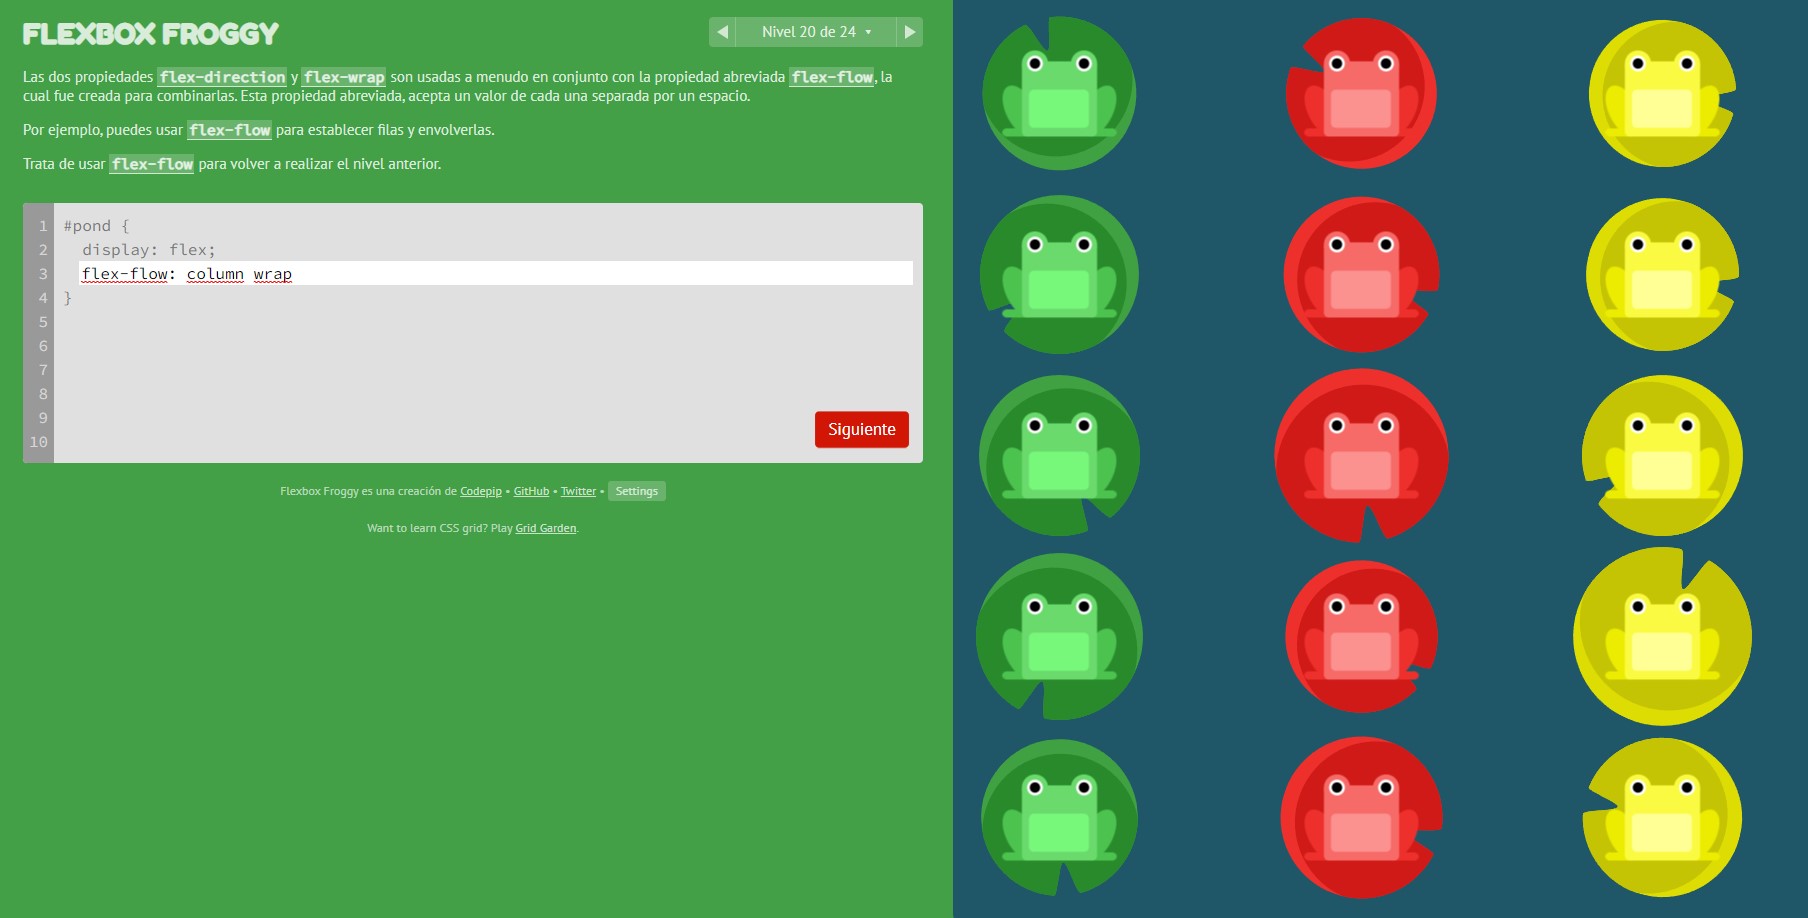 FLEXBOX FROGGY
Nivel 20 de 24
Las dos propiedades flex-direction y flex-wrap son usadas a menudo en conjunto con la propiedad abreviada flex-flow, la
cual fue creada para combinarlas. Esta propiedad abreviada, acepta un valor de cada una separada por un espacio.
Por ejemplo, puedes usar flex-flow para establecer filas y envolverlas.
Trata de usar flex-flow para volver a realizar el nivel anterior.
1 #pond {
2 display: flex;
3 flex-flow: column wrap
4 }
5
6
7
8
9
10
Siguiente
Flexbox Froggy es una creación de Codepip • GitHub • Twitter • Settings
Want to learn CSS grid? Play Grid Garden.